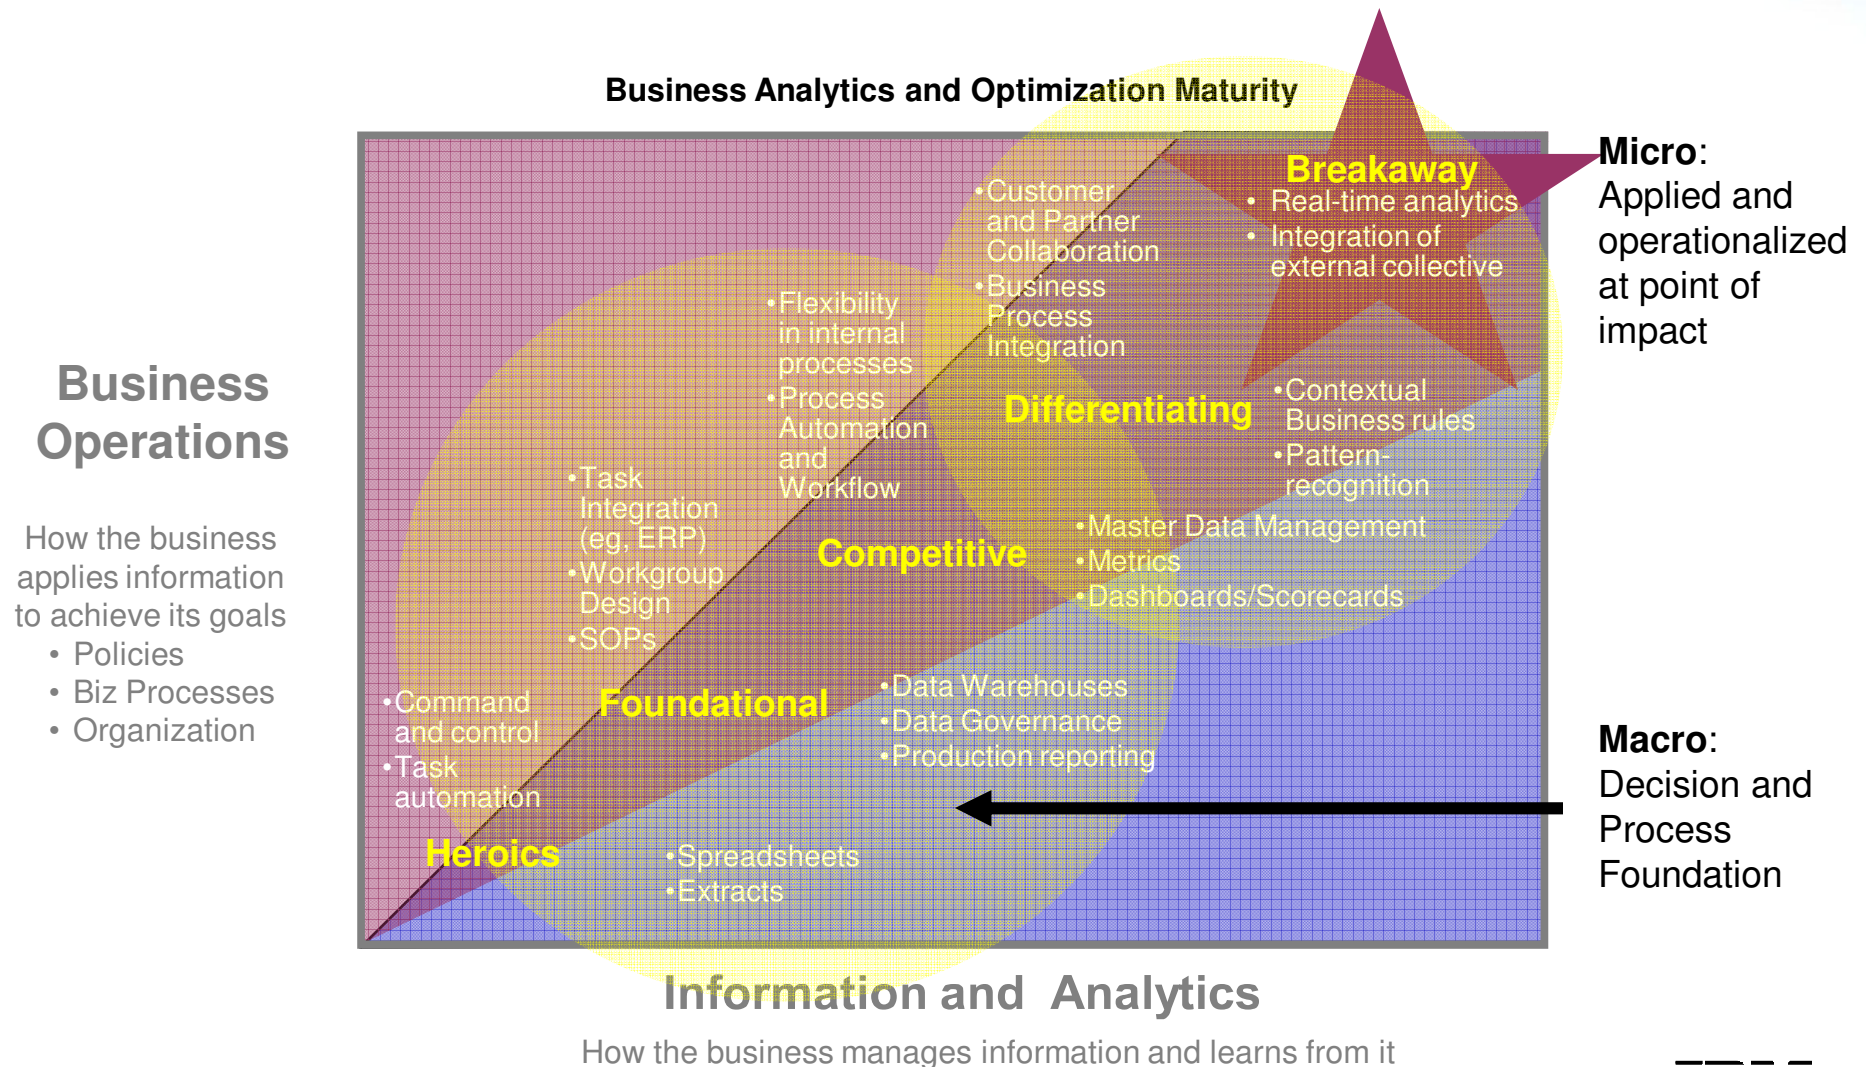 Business Analytics and Optimization Maturity
Breakaway
• Real-time analytics
• Integration of
external collective
•Customer
and Partner
Collaboration
•Business
Process
Integration
Micro:
Applied and
operationalized
at point of
impact
•Flexibility
in internal
processes
•Process
Automation
and
Workflow
Differentiating
•Contextual
Business rules
•Pattern-
recognition
Business
Operations
How the business
applies information
to achieve its goals
• Policies
• Biz Processes
• Organization
•Task
Integration
(eg, ERP)
•Workgroup
Design
•SOPs
Competitive
•Master Data Management
•Metrics
•Dashboards/Scorecards
•Command
and control
•Task
automation
Foundational
•Data Warehouses
•Data Governance
•Production reporting
Macro:
Decision and
Process
Foundation
Heroics
•Spreadsheets
•Extracts
Information and Analytics
How the business manages information and learns from it